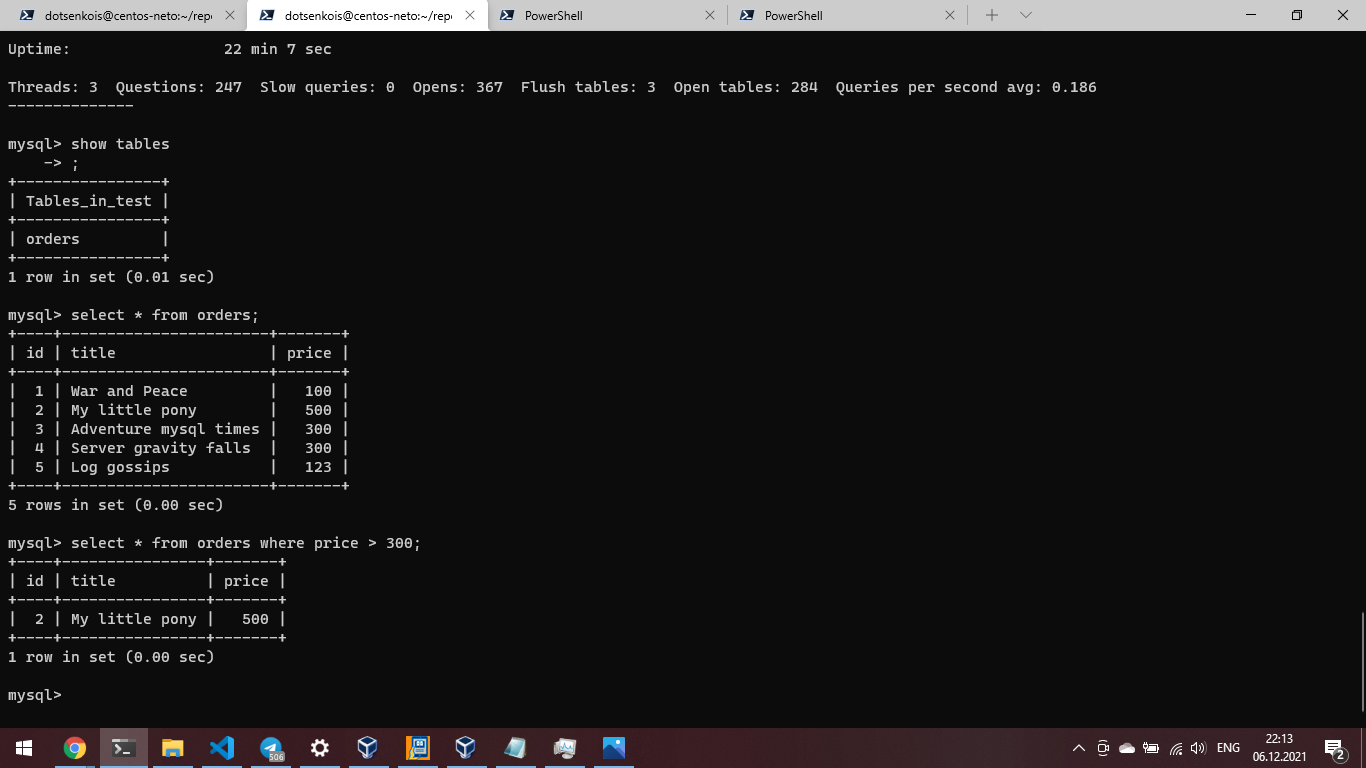 dotsenkois@centos-neto:~/repo
dotsenkois@centos-neto:~/repo
PowerShell
PowerShell
Uptime:                 22 min 7 sec
Threads: 3  Questions: 247  Slow queries: 0  Opens: 367  Flush tables: 3  Open tables: 284  Queries per second avg: 0.186
--------------
mysql> show tables
    -> ;
+----------------+
| Tables_in_test |
+----------------+
| orders         |
+----------------+
1 row in set (0.01 sec)
mysql> select * from orders;
+----+-----------------------+-------+
| id | title                 | price |
+----+-----------------------+-------+
|  1 | War and Peace         |   100 |
|  2 | My little pony        |   500 |
|  3 | Adventure mysql times |   300 |
|  4 | Server gravity falls  |   300 |
|  5 | Log gossips           |   123 |
+----+-----------------------+-------+
5 rows in set (0.00 sec)
mysql> select * from orders where price > 300;
+----+----------------+-------+
| id | title          | price |
+----+----------------+-------+
|  2 | My little pony |   500 |
+----+----------------+-------+
1 row in set (0.00 sec)
mysql>
506
ENG
22:13
06.12.2021
2